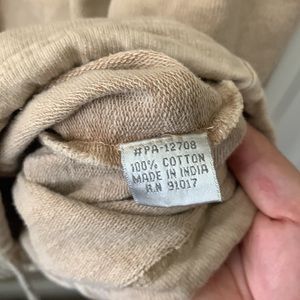 #PA-12708
100% COTTON
MADE IN INDIA
R.N 91017